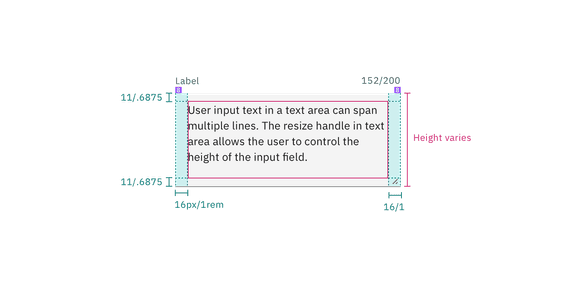 Label
152/200
8
8
11/.6875
User input text in a text area can span
multiple lines. The resize handle in text
area allows the user to control the
height of the input field.
Height varies
11/.6875
16px/1rem
16/1